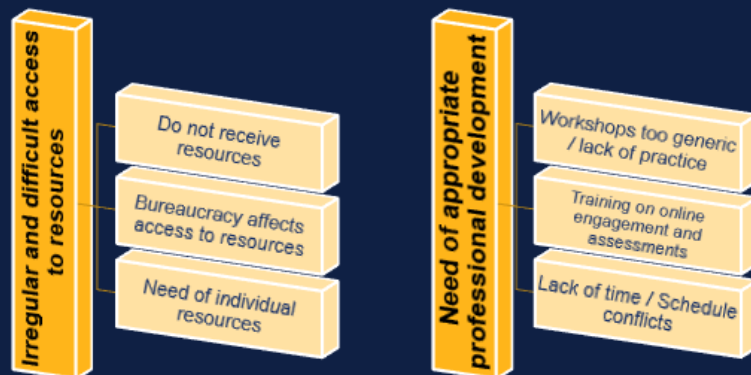 Irregular and difficult access
to resources
Do not receive
resources
Bureaucracy affects
access to resources
Need of individual
resources
Need of appropriate
professional development
Workshops too generic
/ lack of practice
Training on online
engagement and
assessments
Lack of time / Schedule
conflicts